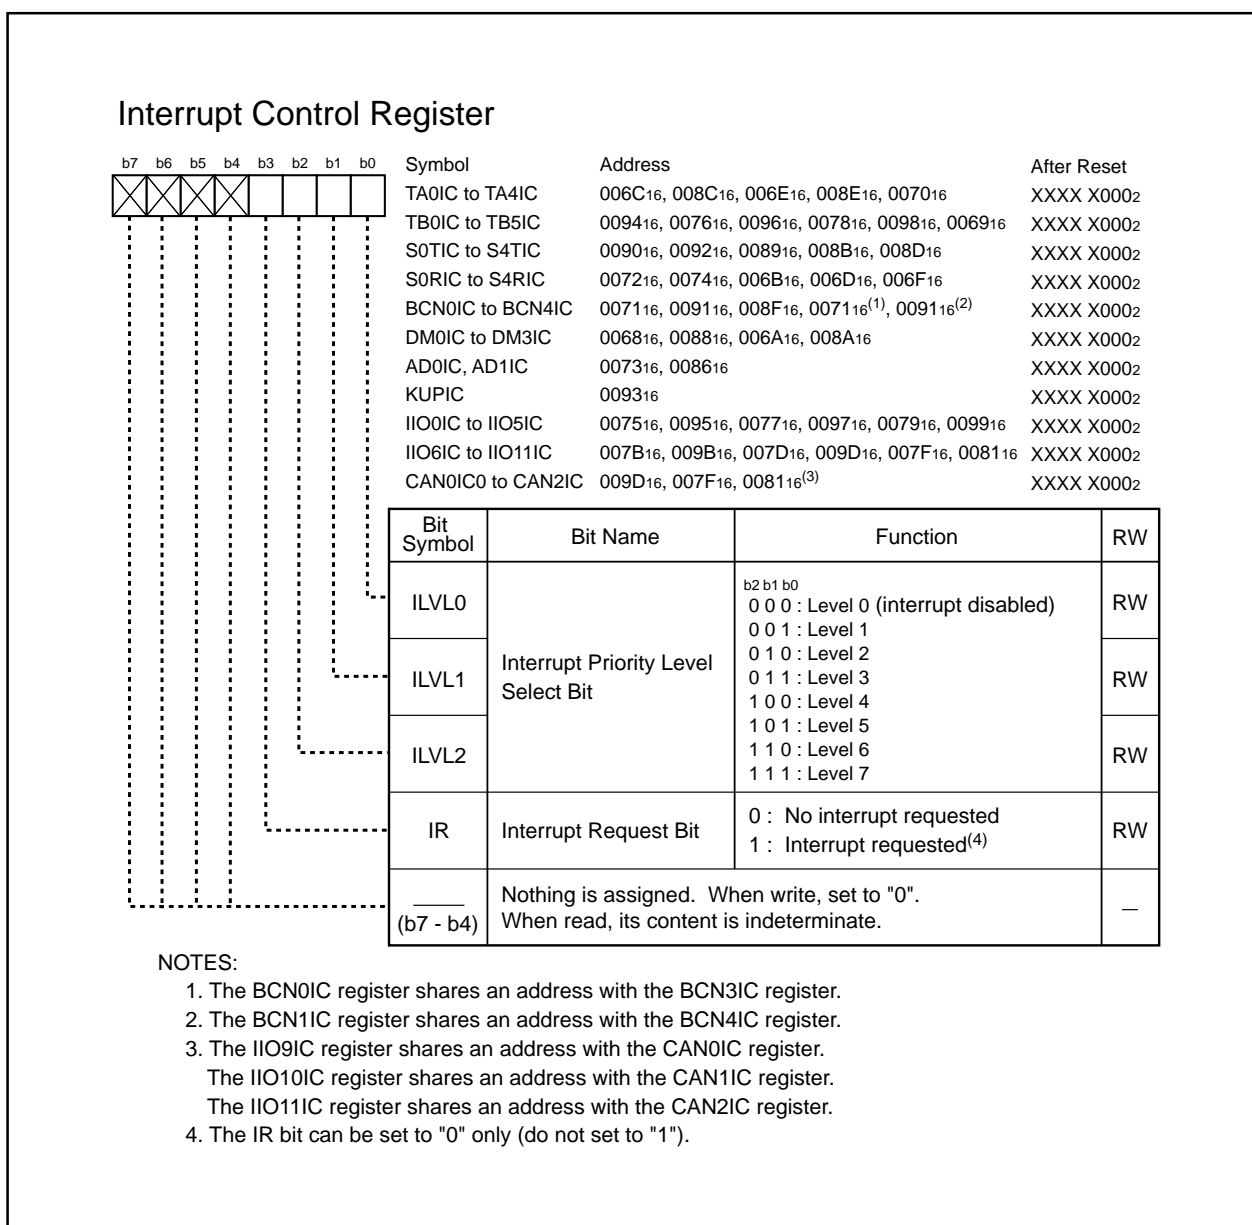 Interrupt Control Register
b7 b6 b5 b4 b3 b2 b1 b0
Symbol Address After Reset
TA0IC to TA4IC 006C16, 008C16, 006E16, 008E16, 007016 XXXX X0002
TB0IC to TB5IC 009416, 007616, 009616, 007816, 009816, 006916 XXXX X0002
S0TIC to S4TIC 009016, 009216, 008916, 008B16, 008D16 XXXX X0002
S0RIC to S4RIC 007216, 007416, 006B16, 006D16, 006F16 XXXX X0002
BCN0IC to BCN4IC 007116, 009116, 008F16, 007116(1), 009116(2) XXXX X0002
DM0IC to DM3IC 006816, 008816, 006A16, 008A16 XXXX X0002
AD0IC, AD1IC 007316, 008616 XXXX X0002
KUPIC 009316 XXXX X0002
IIO0IC to IIO5IC 007516, 009516, 007716, 009716, 007916, 009916 XXXX X0002
IIO6IC to IIO11IC 007B16, 009B16, 007D16, 009D16, 007F16, 008116 XXXX X0002
CAN0IC0 to CAN2IC 009D16, 007F16, 008116(3) XXXX X0002
Bit Symbol Bit Name Function RW
ILVL0 RW
ILVL1 RW
ILVL2 RW
Interrupt Priority Level
Select Bit
b2 b1 b0
0 0 0 : Level 0 (interrupt disabled)
0 0 1 : Level 1
0 1 0 : Level 2
0 1 1 : Level 3
1 0 0 : Level 4
1 0 1 : Level 5
1 1 0 : Level 6
1 1 1 : Level 7
IR Interrupt Request Bit RW
0 : No interrupt requested
1 : Interrupt requested(4)
(b7 - b4)
Nothing is assigned. When write, set to "0".
When read, its content is indeterminate.
—
NOTES:
1. The BCN0IC register shares an address with the BCN3IC register.
2. The BCN1IC register shares an address with the BCN4IC register.
3. The IIO9IC register shares an address with the CAN0IC register.
The IIO10IC register shares an address with the CAN1IC register.
The IIO11IC register shares an address with the CAN2IC register.
4. The IR bit can be set to "0" only (do not set to "1").